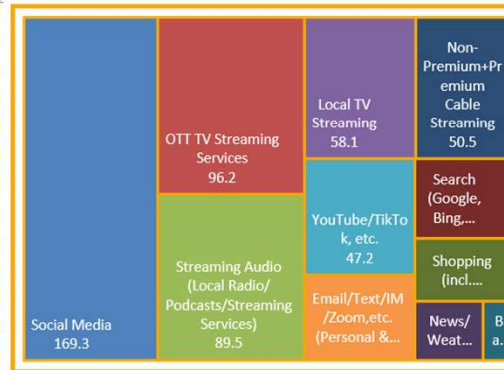 Social Media
169.3
OTT TV Streaming
Services
96.2
Streaming Audio
(Local Radio/
Podcasts/Streaming
Services)
89.5
Local TV
Streaming
58.1
YouTube/TikTo
k, etc.
47.2
Email/Text/IM
/Zoom,etc.
(Personal &...
Non-
Premium+Pr
emium
Cable
Streaming
50.5
Search
(Google,
Bing,...
Shopping
(incl....
News/
Weat...
B
a.